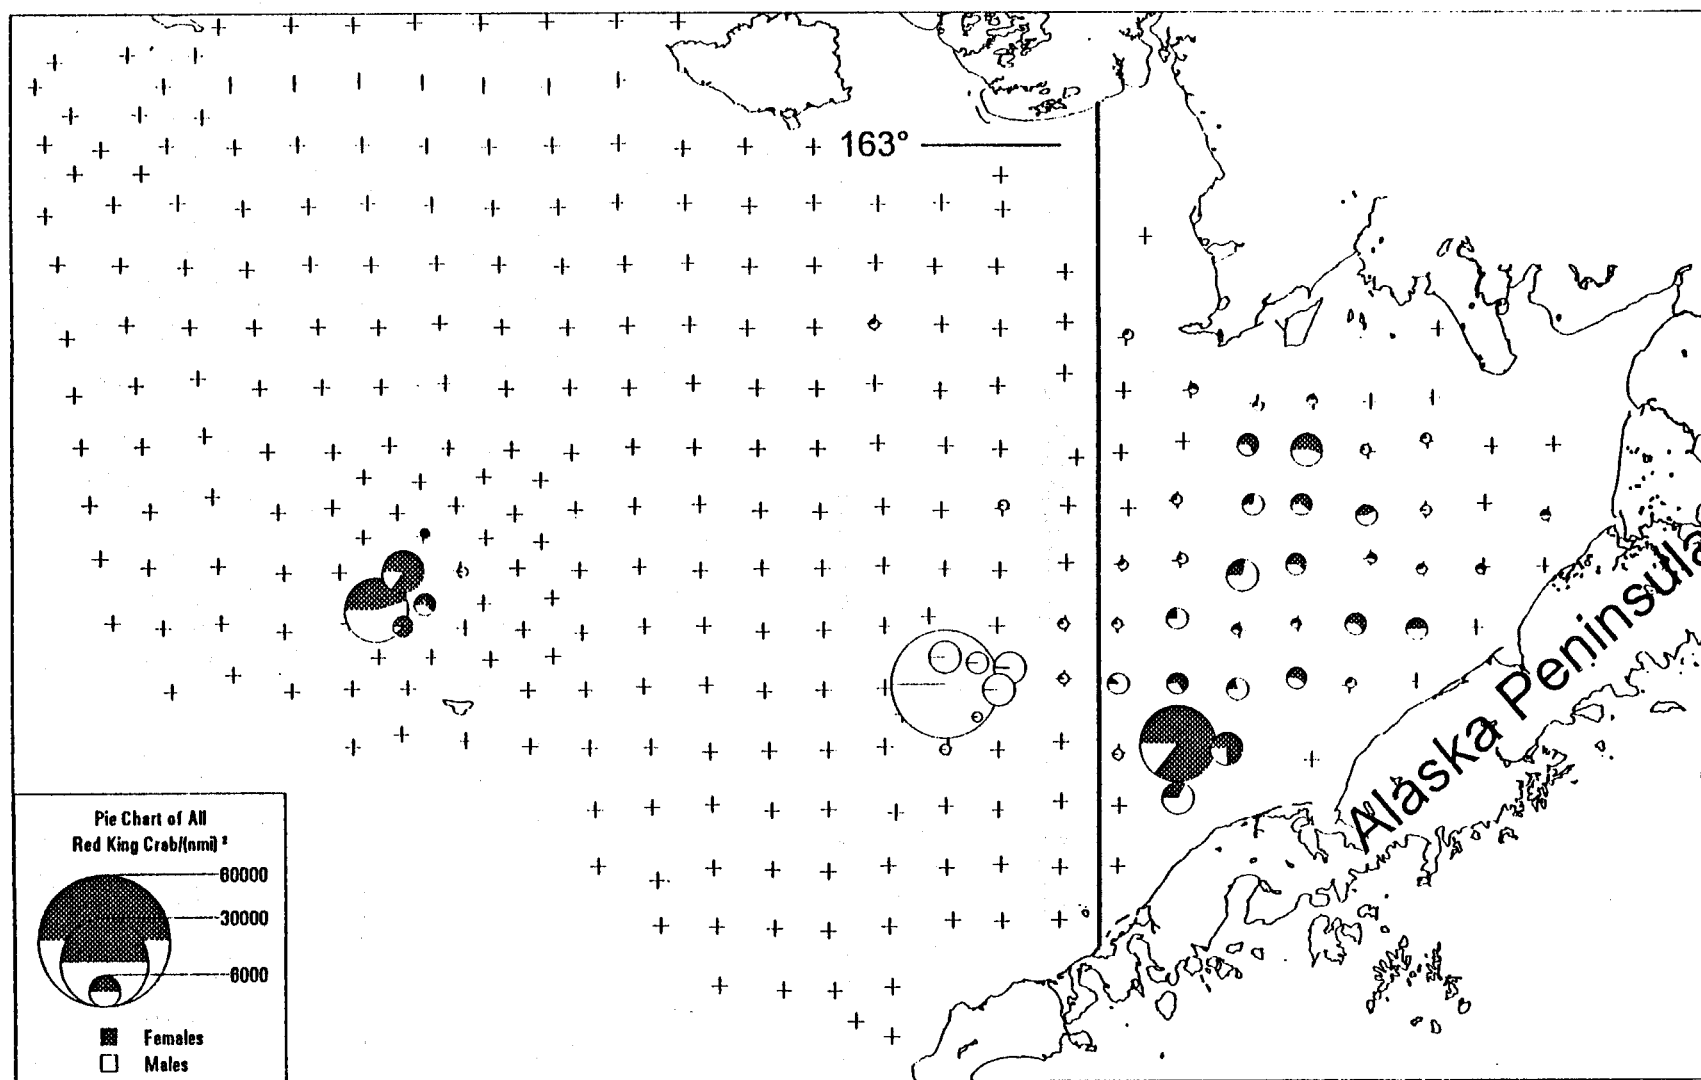 163°
Alaska Peninsula
Pie Chart of All
Red King Crab/(nmi) ²
60000
30000
6000
Females
Males